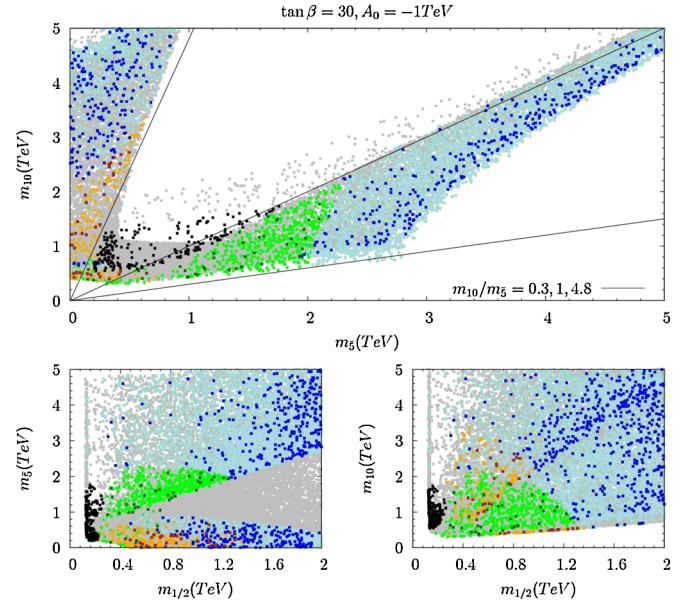 tan β = 30, A₀ = −1TeV
5
4
3
2
1
0
m₁₀(TeV)
m₁₀/m₅̄ = 0.3, 1, 4.8
0 1 2 3 4 5
m₅̄(TeV)
5
4
3
2
1
0
m₅̄(TeV)
0 0.4 0.8 1.2 1.6 2
m₁/₂(TeV)
5
4
3
2
1
0
m₁₀(TeV)
0 0.4 0.8 1.2 1.6 2
m₁/₂(TeV)